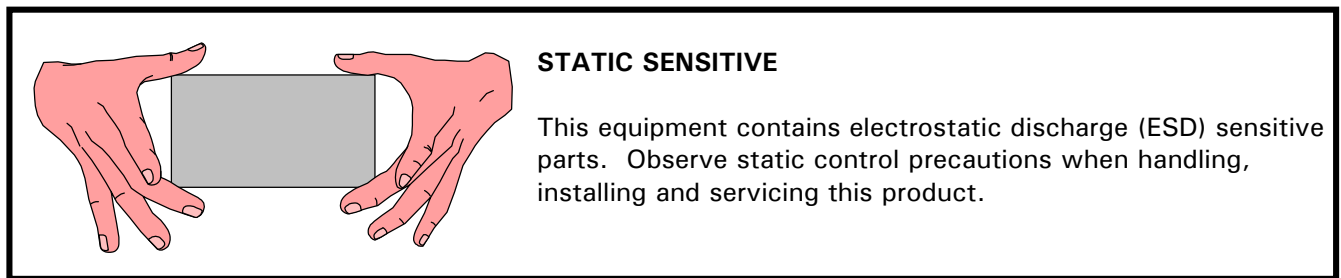 STATIC SENSITIVE
This equipment contains electrostatic discharge (ESD) sensitive
parts.  Observe static control precautions when handling,
installing and servicing this product.